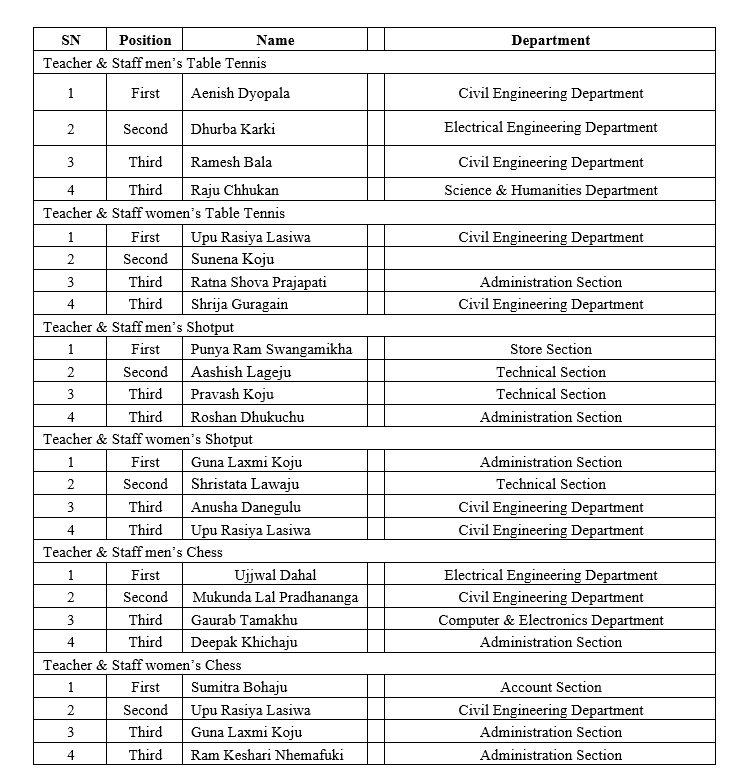 SN Position Name Department
Teacher & Staff men's Table Tennis
1 First Aenish Dyopala Civil Engineering Department
2 Second Dhurba Karki Electrical Engineering Department
3 Third Ramesh Bala Civil Engineering Department
4 Third Raju Chhukan Science & Humanities Department
Teacher & Staff women's Table Tennis
1 First Upu Rasiya Lasiwa Civil Engineering Department
2 Second Sunena Koju
3 Third Ratna Shova Prajapati Administration Section
4 Third Shrija Guragain Civil Engineering Department
Teacher & Staff men's Shotput
1 First Punya Ram Swangamikha Store Section
2 Second Aashish Lageju Technical Section
3 Third Pravash Koju Technical Section
4 Third Roshan Dhukuchu Administration Section
Teacher & Staff women's Shotput
1 First Guna Laxmi Koju Administration Section
2 Second Shristata Lawaju Technical Section
3 Third Anusha Danegulu Civil Engineering Department
4 Third Upu Rasiya Lasiwa Civil Engineering Department
Teacher & Staff men's Chess
1 First Ujjwal Dahal Electrical Engineering Department
2 Second Mukunda Lal Pradhananga Civil Engineering Department
3 Third Gaurab Tamakhu Computer & Electronics Department
4 Third Deepak Khichaju Administration Section
Teacher & Staff women's Chess
1 First Sumitra Bohaju Account Section
2 Second Upu Rasiya Lasiwa Civil Engineering Department
3 Third Guna Laxmi Koju Administration Section
4 Third Ram Keshari Nhemafuki Administration Section